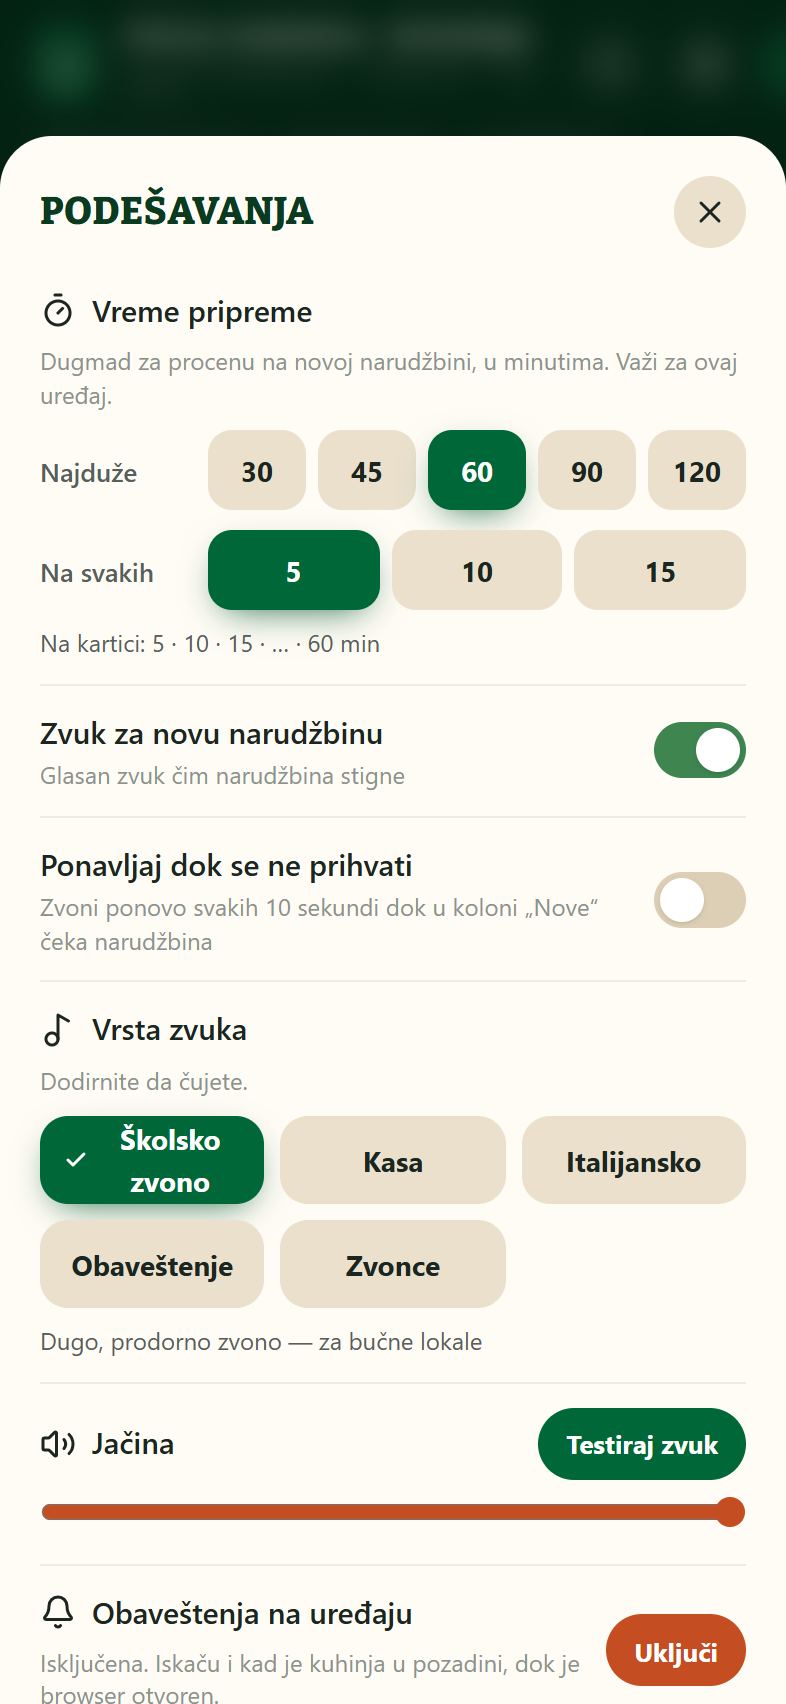 PODEŠAVANJA
Vreme pripreme
Dugmad za procenu na novoj narudžbini, u minutima. Važi za ovaj
uređaj.
Najduže 30 45 60 90 120
Na svakih 5 10 15
Na kartici: 5 · 10 · 15 · ... · 60 min
Zvuk za novu narudžbinu
Glasan zvuk čim narudžbina stigne
Ponavljaj dok se ne prihvati
Zvoni ponovo svakih 10 sekundi dok u koloni „Nove“
čeka narudžbina
Vrsta zvuka
Dodirnite da čujete.
Školsko
zvono
Kasa
Italijansko
Obaveštenje
Zvonce
Dugo, prodorno zvono — za bučne lokale
Jačina
Testiraj zvuk
Obaveštenja na uređaju
Uključi
Isključena. Iskaču i kad je kuhinja u pozadini, dok je
browser otvoren.